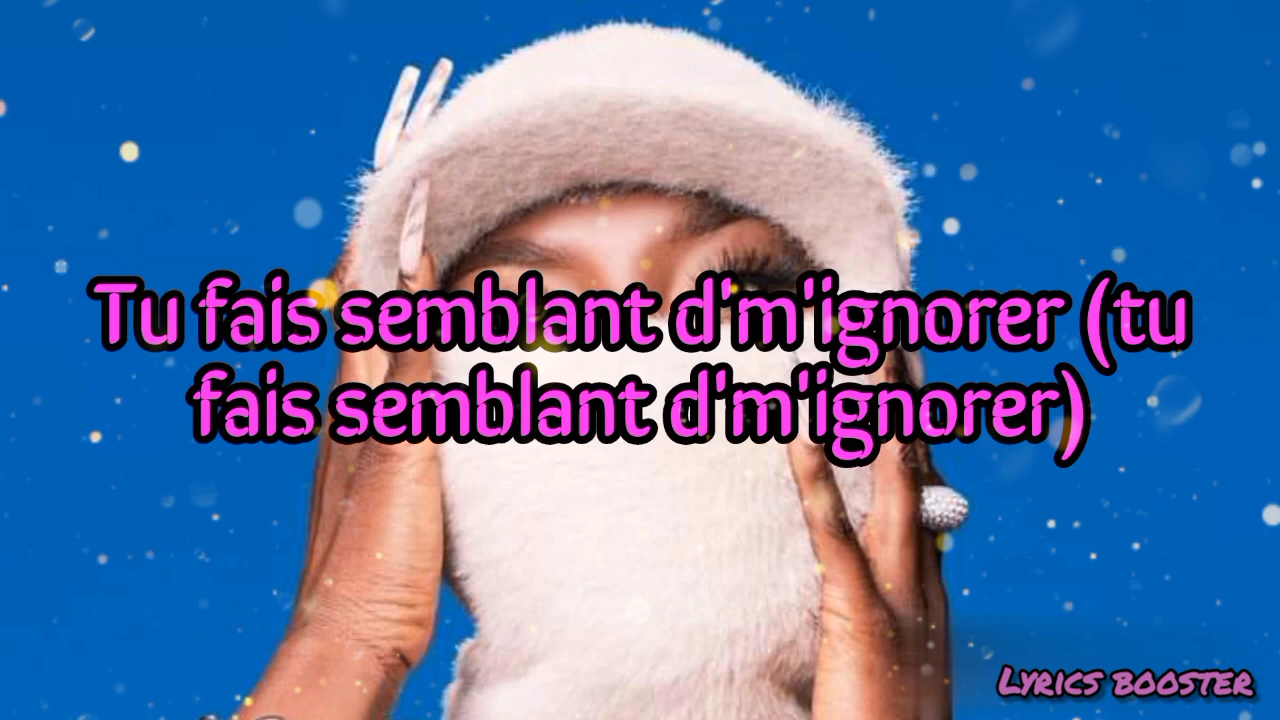 Tu fais semblant d'm'ignorer (tu
fais semblant d'm'ignorer)
Lyrics booster